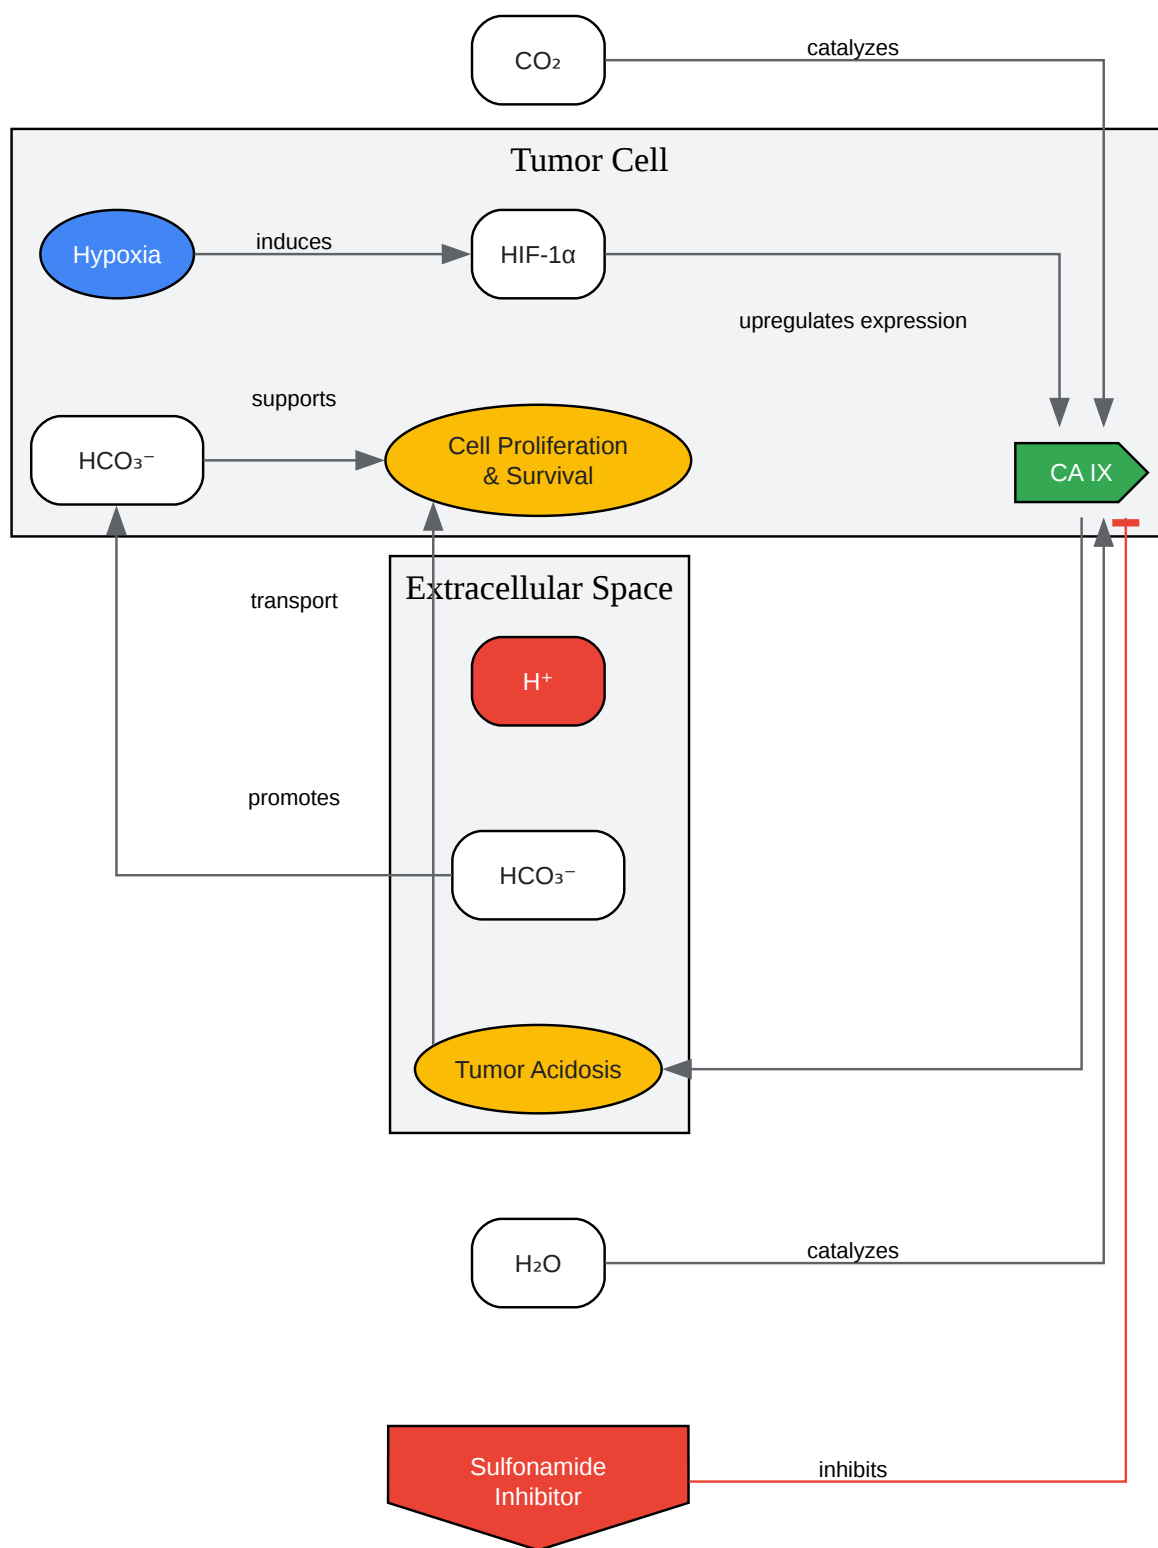 CO₂
catalyzes
Tumor Cell
Hypoxia
induces
HIF-1α
upregulates expression
supports
HCO₃⁻
Cell Proliferation
& Survival
CA IX
Extracellular Space
transport
H⁺
promotes
HCO₃⁻
Tumor Acidosis
H₂O
catalyzes
Sulfonamide
Inhibitor
inhibits